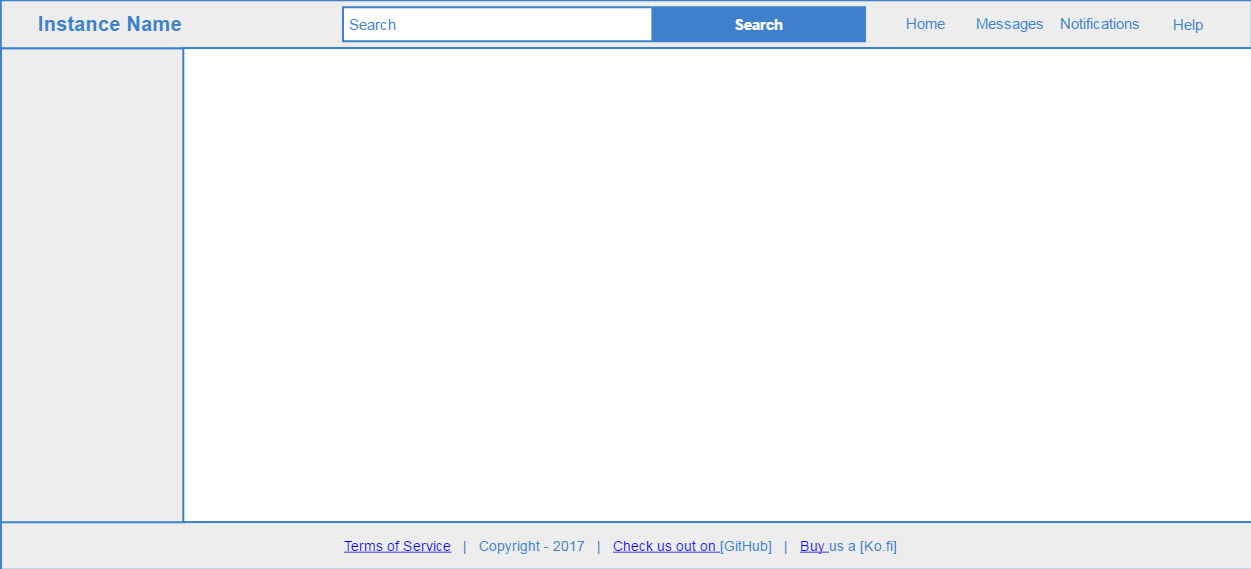 Instance Name Search Search Home Messages Notifications Help
Terms of Service | Copyright - 2017 | Check us out on [GitHub] | Buy us a [Ko.fi]